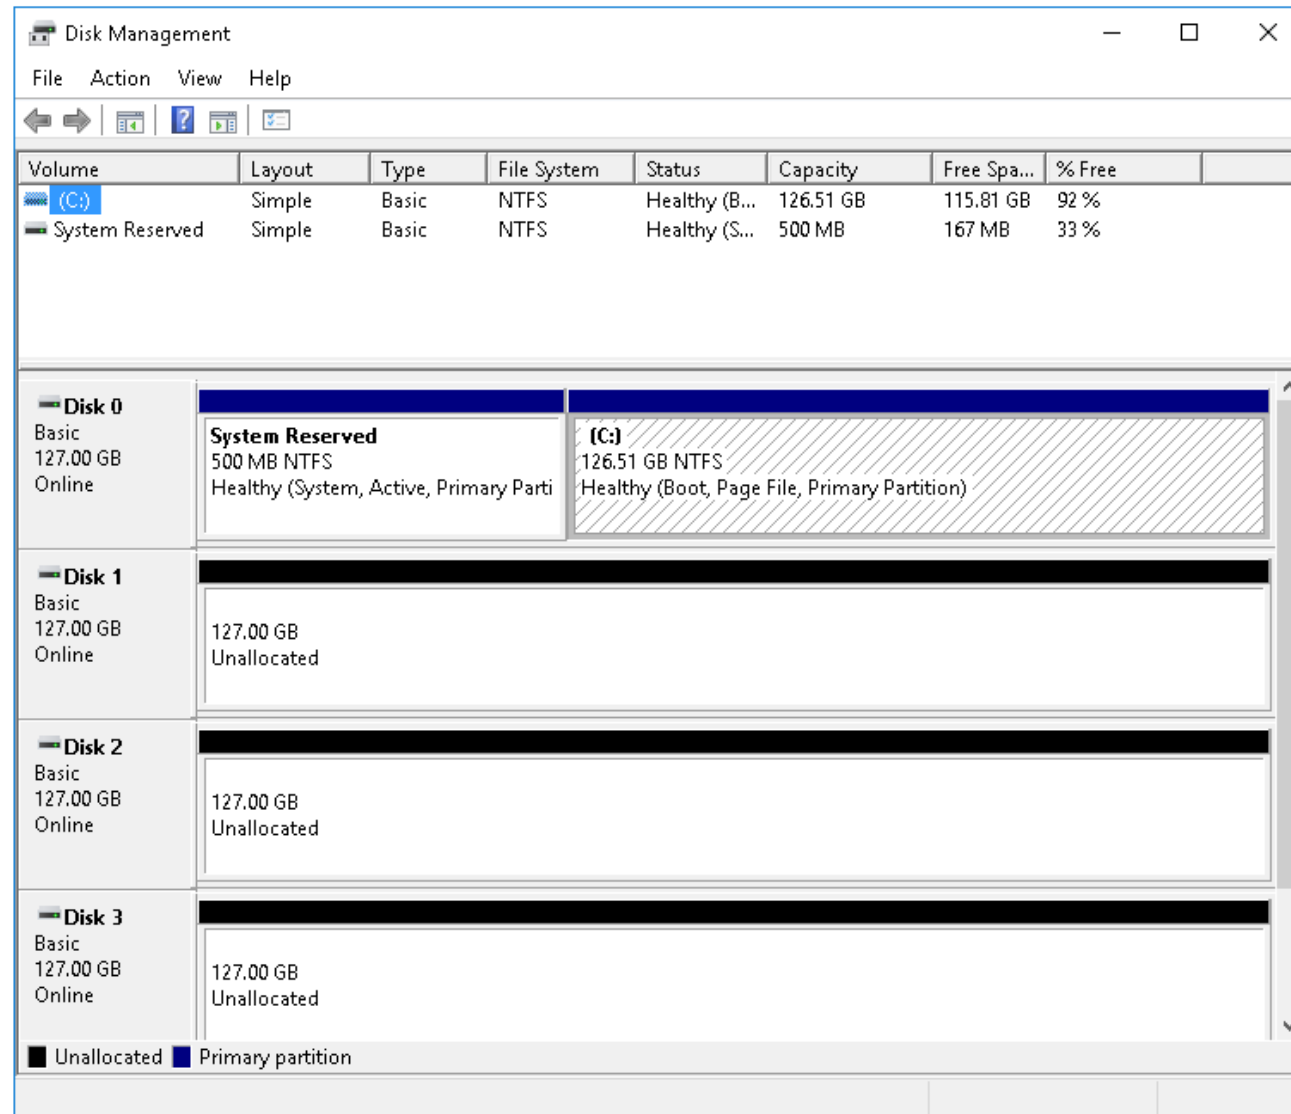 Disk Management
File Action View Help
Volume Layout Type File System Status Capacity Free Spa... % Free
(C:) Simple Basic NTFS Healthy (B... 126.51 GB 115.81 GB 92 %
System Reserved Simple Basic NTFS Healthy (S... 500 MB 167 MB 33 %
Disk 0
Basic
127.00 GB
Online
System Reserved
500 MB NTFS
Healthy (System, Active, Primary Parti
(C:)
126.51 GB NTFS
Healthy (Boot, Page File, Primary Partition)
Disk 1
Basic
127.00 GB
Online
127.00 GB
Unallocated
Disk 2
Basic
127.00 GB
Online
127.00 GB
Unallocated
Disk 3
Basic
127.00 GB
Online
127.00 GB
Unallocated
Unallocated Primary partition